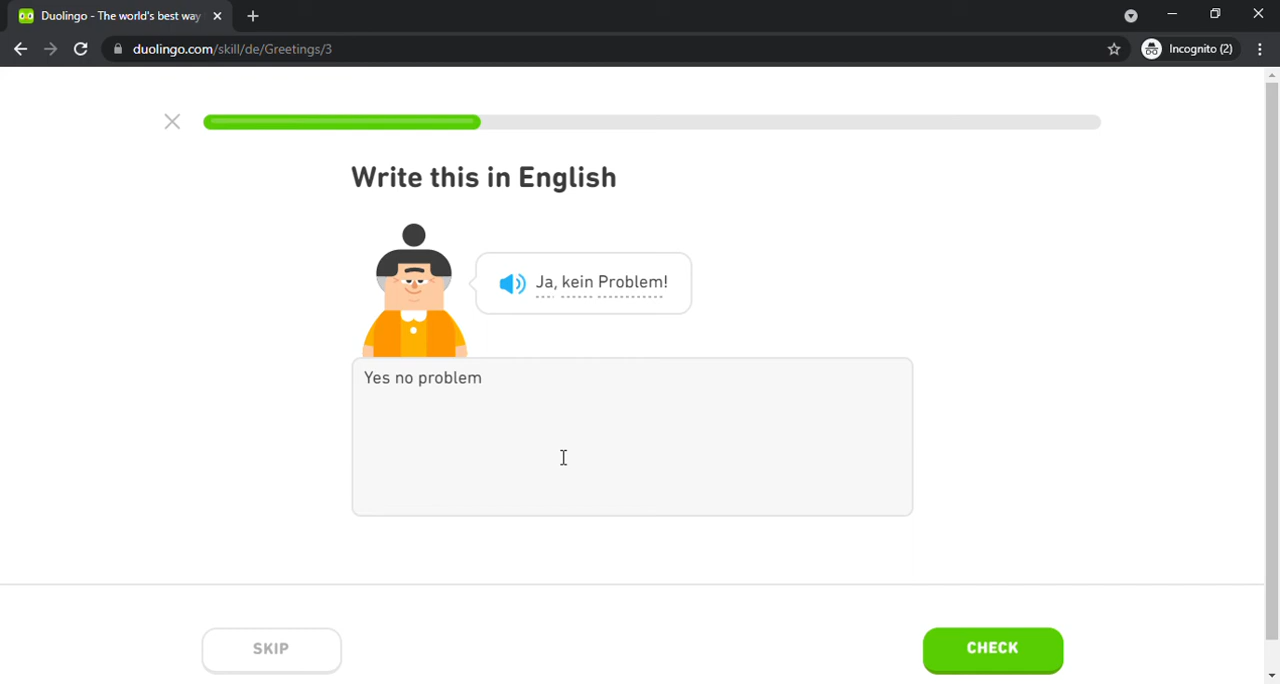 Duolingo - The world's best way
duolingo.com/skill/de/Greetings/3
Incognito (2)
Write this in English
Ja, kein Problem!
Yes no problem
SKIP
CHECK